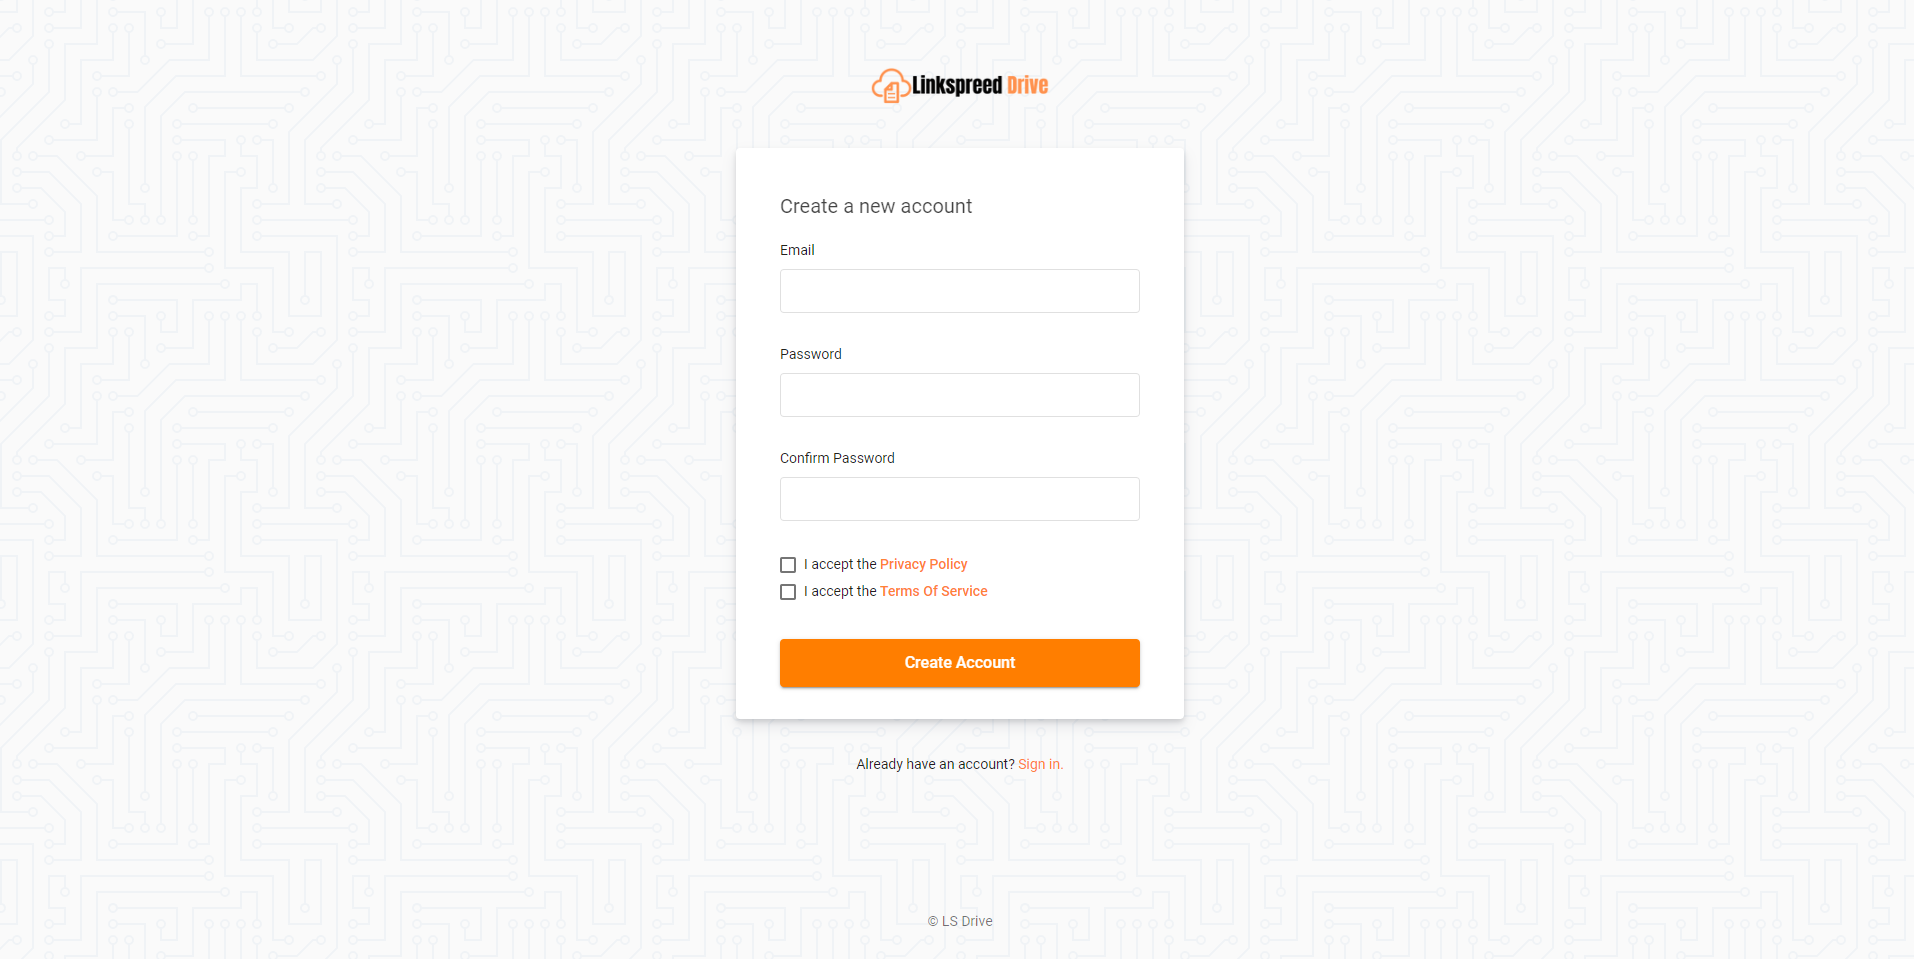 Linkspreed Drive
Create a new account
Email
Password
Confirm Password
I accept the Privacy Policy
I accept the Terms Of Service
Create Account
Already have an account? Sign in.
© LS Drive